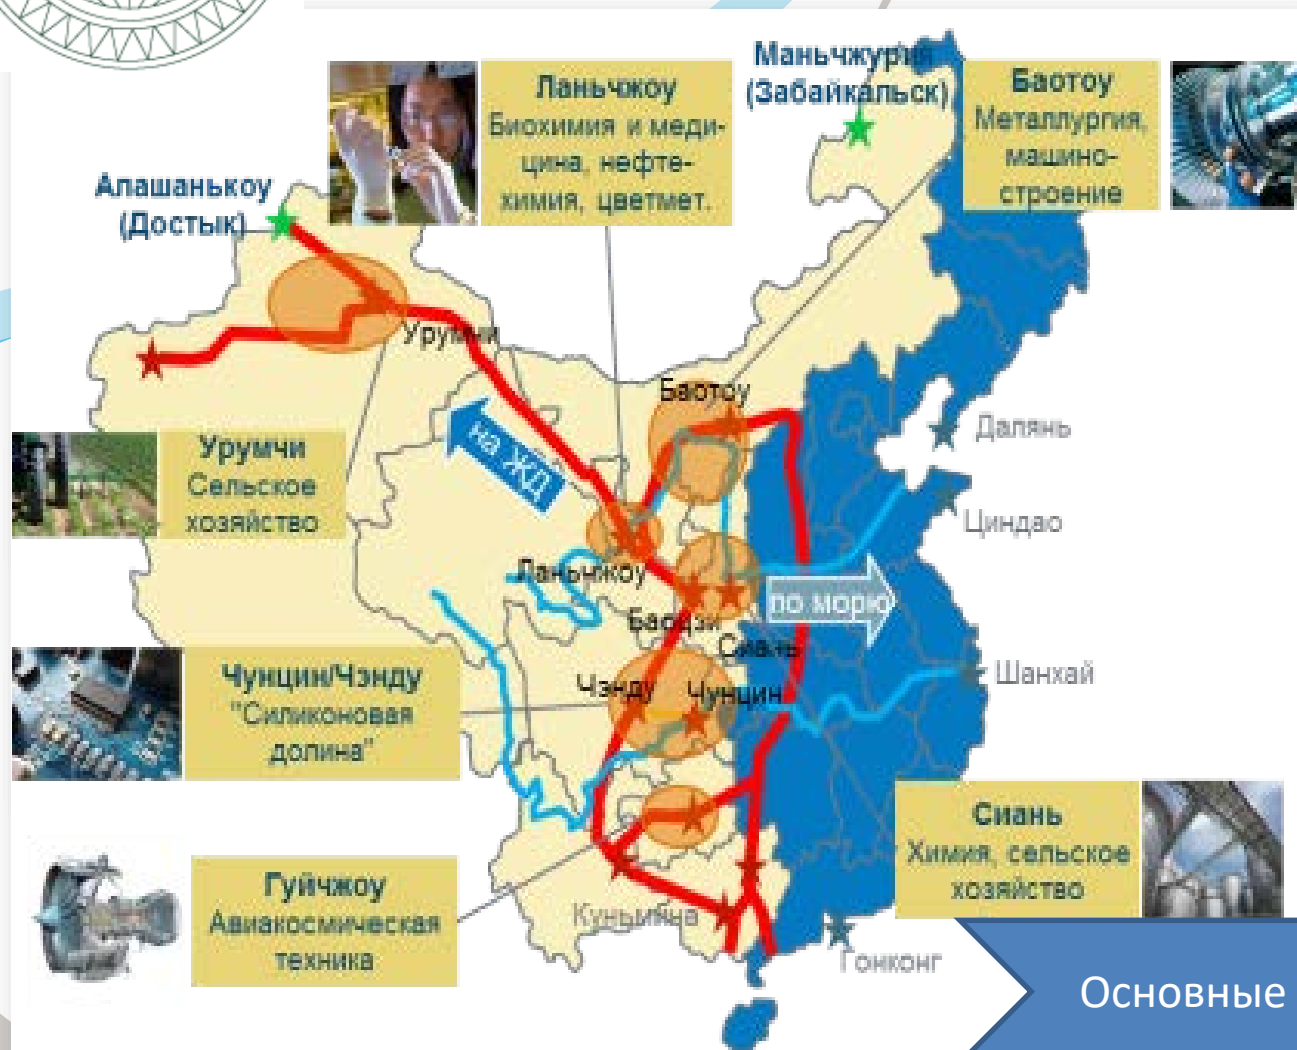 Маньчжурия
(Забайкальск)
Ланьчжоу
Биохимия и меди-
цина, нефте-
химия, цветмет.
Баотоу
Металлургия,
машино-
строение
Алашанькоу
(Достык)
Урумчи
Баотоу
Далянь
на ЖД
Урумчи
Сельское
хозяйство
Циндао
Ланьчжоу
по морю
Баоцзи
Сиань
Шанхай
Чэнду
Чунцин
Чунцин/Чэнду
"Силиконовая
долина"
Сиань
Химия, сельское
хозяйство
Гуйчжоу
Авиакосмическая
техника
Гонконг
Основные